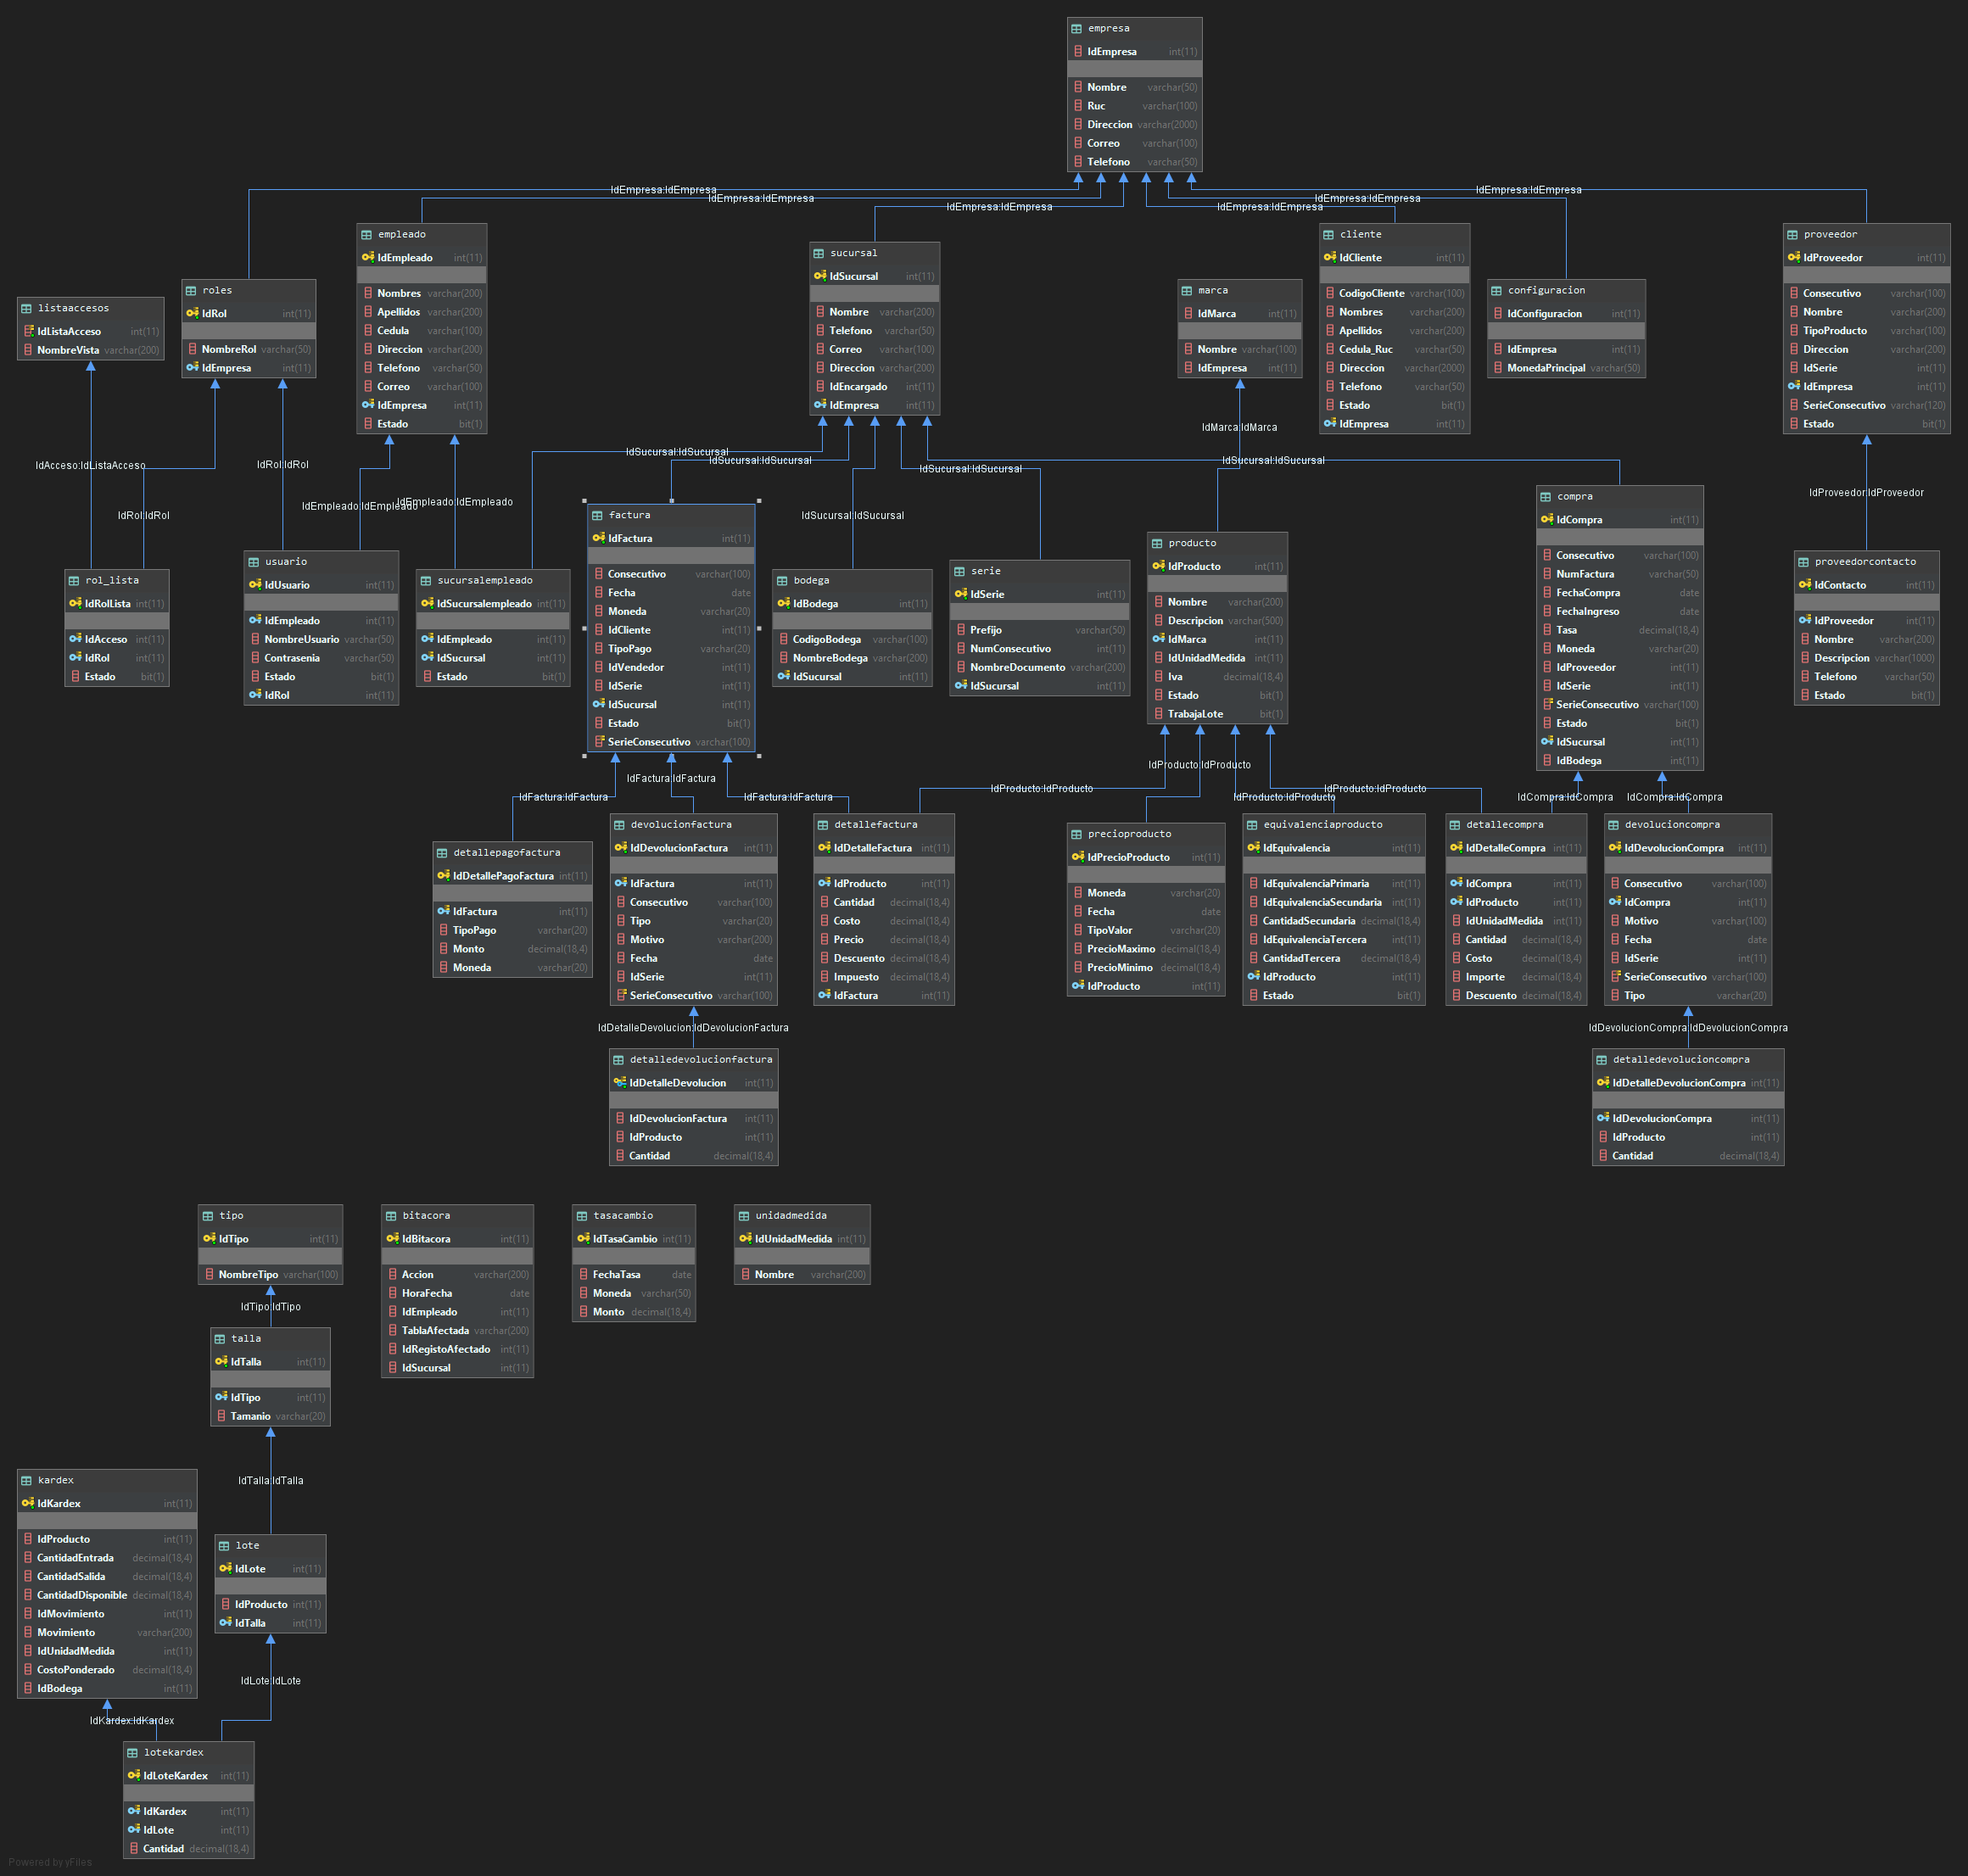 empresa
IdEmpresa int(11)
Nombre varchar(50)
Ruc varchar(100)
Direccion varchar(2000)
Correo varchar(100)
Telefono varchar(50)
IdEmpresa:IdEmpresa
IdEmpresa:IdEmpresa
IdEmpresa:IdEmpresa
IdEmpresa:IdEmpresa
IdEmpresa:IdEmpresa
IdEmpresa:IdEmpresa
listaaccesos
IdListaAcceso int(11)
NombreVista varchar(200)
roles
IdRol int(11)
NombreRol varchar(50)
IdEmpresa int(11)
empleado
IdEmpleado int(11)
Nombres varchar(200)
Apellidos varchar(200)
Cedula varchar(100)
Direccion varchar(200)
Telefono varchar(50)
Correo varchar(100)
IdEmpresa int(11)
Estado bit(1)
sucursal
IdSucursal int(11)
Nombre varchar(200)
Telefono varchar(50)
Correo varchar(100)
Direccion varchar(200)
IdEncargado int(11)
IdEmpresa int(11)
marca
IdMarca int(11)
Nombre varchar(100)
IdEmpresa int(11)
cliente
IdCliente int(11)
CodigoCliente varchar(100)
Nombres varchar(200)
Apellidos varchar(200)
Cedula_Ruc varchar(50)
Direccion varchar(2000)
Telefono varchar(50)
Estado bit(1)
IdEmpresa int(11)
configuracion
IdConfiguracion int(11)
IdEmpresa int(11)
MonedaPrincipal varchar(50)
proveedor
IdProveedor int(11)
Consecutivo varchar(100)
Nombre varchar(200)
TipoProducto varchar(100)
Direccion varchar(200)
IdSerie int(11)
IdEmpresa int(11)
SerieConsecutivo varchar(120)
Estado bit(1)
IdAcceso:IdListaAcceso
IdRol:IdRol
IdRol:IdRol
IdEmpleado:IdEmpleado
IdEmpleado:IdEmpleado
IdSucursal:IdSucursal
IdSucursal:IdSucursal
IdSucursal:IdSucursal
IdSucursal:IdSucursal
IdSucursal:IdSucursal
IdMarca:IdMarca
IdProveedor:IdProveedor
rol_lista
IdRolLista int(11)
IdAcceso int(11)
IdRol int(11)
Estado bit(1)
usuario
IdUsuario int(11)
IdEmpleado int(11)
NombreUsuario varchar(50)
Contrasenia varchar(50)
Estado bit(1)
IdRol int(11)
sucursalempleado
IdSucursalempleado int(11)
IdEmpleado int(11)
IdSucursal int(11)
Estado bit(1)
factura
IdFactura int(11)
Consecutivo varchar(100)
Fecha date
Moneda varchar(20)
IdCliente int(11)
TipoPago varchar(20)
IdVendedor int(11)
IdSerie int(11)
IdSucursal int(11)
Estado bit(1)
SerieConsecutivo varchar(100)
bodega
IdBodega int(11)
CodigoBodega varchar(100)
NombreBodega varchar(200)
IdSucursal int(11)
serie
IdSerie int(11)
Prefijo varchar(50)
NumConsecutivo int(11)
NombreDocumento varchar(200)
IdSucursal int(11)
producto
IdProducto int(11)
Nombre varchar(200)
Descripcion varchar(500)
IdMarca int(11)
IdUnidadMedida int(11)
Iva decimal(18,4)
Estado bit(1)
TrabajaLote bit(1)
compra
IdCompra int(11)
Consecutivo varchar(100)
NumFactura varchar(50)
FechaCompra date
FechaIngreso date
Tasa decimal(18,4)
Moneda varchar(20)
IdProveedor int(11)
IdSerie int(11)
SerieConsecutivo varchar(100)
Estado bit(1)
IdSucursal int(11)
IdBodega int(11)
proveedorcontacto
IdContacto int(11)
IdProveedor int(11)
Nombre varchar(200)
Descripcion varchar(1000)
Telefono varchar(50)
Estado bit(1)
IdFactura:IdFactura
IdFactura:IdFactura
IdFactura:IdFactura
IdProducto:IdProducto
IdProducto:IdProducto
IdProducto:IdProducto
IdProducto:IdProducto
IdCompra:IdCompra
IdCompra:IdCompra
detallepagofactura
IdDetallePagoFactura int(11)
IdFactura int(11)
TipoPago varchar(20)
Monto decimal(18,4)
Moneda varchar(20)
devolucionfactura
IdDevolucionFactura int(11)
IdFactura int(11)
Consecutivo varchar(100)
Tipo varchar(20)
Motivo varchar(200)
Fecha date
IdSerie int(11)
SerieConsecutivo varchar(100)
detallefactura
IdDetalleFactura int(11)
IdProducto int(11)
Cantidad decimal(18,4)
Costo decimal(18,4)
Precio decimal(18,4)
Descuento decimal(18,4)
Impuesto decimal(18,4)
IdFactura int(11)
precioproducto
IdPrecioProducto int(11)
Moneda varchar(20)
Fecha date
TipoValor varchar(20)
PrecioMaximo decimal(18,4)
PrecioMinimo decimal(18,4)
IdProducto int(11)
equivalenciaproducto
IdEquivalencia int(11)
IdEquivalenciaPrimaria int(11)
IdEquivalenciaSecundaria int(11)
CantidadSecundaria decimal(18,4)
IdEquivalenciaTercera int(11)
CantidadTercera decimal(18,4)
IdProducto int(11)
Estado bit(1)
detallecompra
IdDetalleCompra int(11)
IdCompra int(11)
IdProducto int(11)
IdUnidadMedida int(11)
Cantidad decimal(18,4)
Costo decimal(18,4)
Importe decimal(18,4)
Descuento decimal(18,4)
devolucioncompra
IdDevolucionCompra int(11)
Consecutivo varchar(100)
IdCompra int(11)
Motivo varchar(100)
Fecha date
IdSerie int(11)
SerieConsecutivo varchar(100)
Tipo varchar(20)
IdDetalleDevolucion:IdDevolucionFactura
IdDevolucionCompra:IdDevolucionCompra
detalledevolucionfactura
IdDetalleDevolucion int(11)
IdDevolucionFactura int(11)
IdProducto int(11)
Cantidad decimal(18,4)
detalledevolucioncompra
IdDetalleDevolucionCompra int(11)
IdDevolucionCompra int(11)
IdProducto int(11)
Cantidad decimal(18,4)
tipo
IdTipo int(11)
NombreTipo varchar(100)
bitacora
IdBitacora int(11)
Accion varchar(200)
HoraFecha date
IdEmpleado int(11)
TablaAfectada varchar(200)
IdRegistoAfectado int(11)
IdSucursal int(11)
tasacambio
IdTasaCambio int(11)
FechaTasa date
Moneda varchar(50)
Monto decimal(18,4)
unidadmedida
IdUnidadMedida int(11)
Nombre varchar(200)
IdTipo:IdTipo
talla
IdTalla int(11)
IdTipo int(11)
Tamanio varchar(20)
IdTalla:IdTalla
kardex
IdKardex int(11)
IdProducto int(11)
CantidadEntrada decimal(18,4)
CantidadSalida decimal(18,4)
CantidadDisponible decimal(18,4)
IdMovimiento int(11)
Movimiento varchar(200)
IdUnidadMedida int(11)
CostoPonderado decimal(18,4)
IdBodega int(11)
lote
IdLote int(11)
IdProducto int(11)
IdTalla int(11)
IdLote:IdLote
IdKardex:IdKardex
lotekardex
IdLoteKardex int(11)
IdKardex int(11)
IdLote int(11)
Cantidad decimal(18,4)
Powered by yFiles